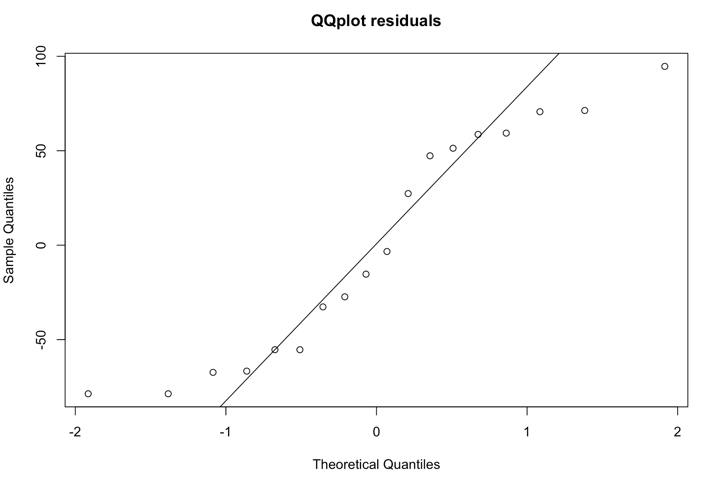 QQplot residuals
100
50
0
-50
Sample Quantiles
-2 -1 0 1 2
Theoretical Quantiles